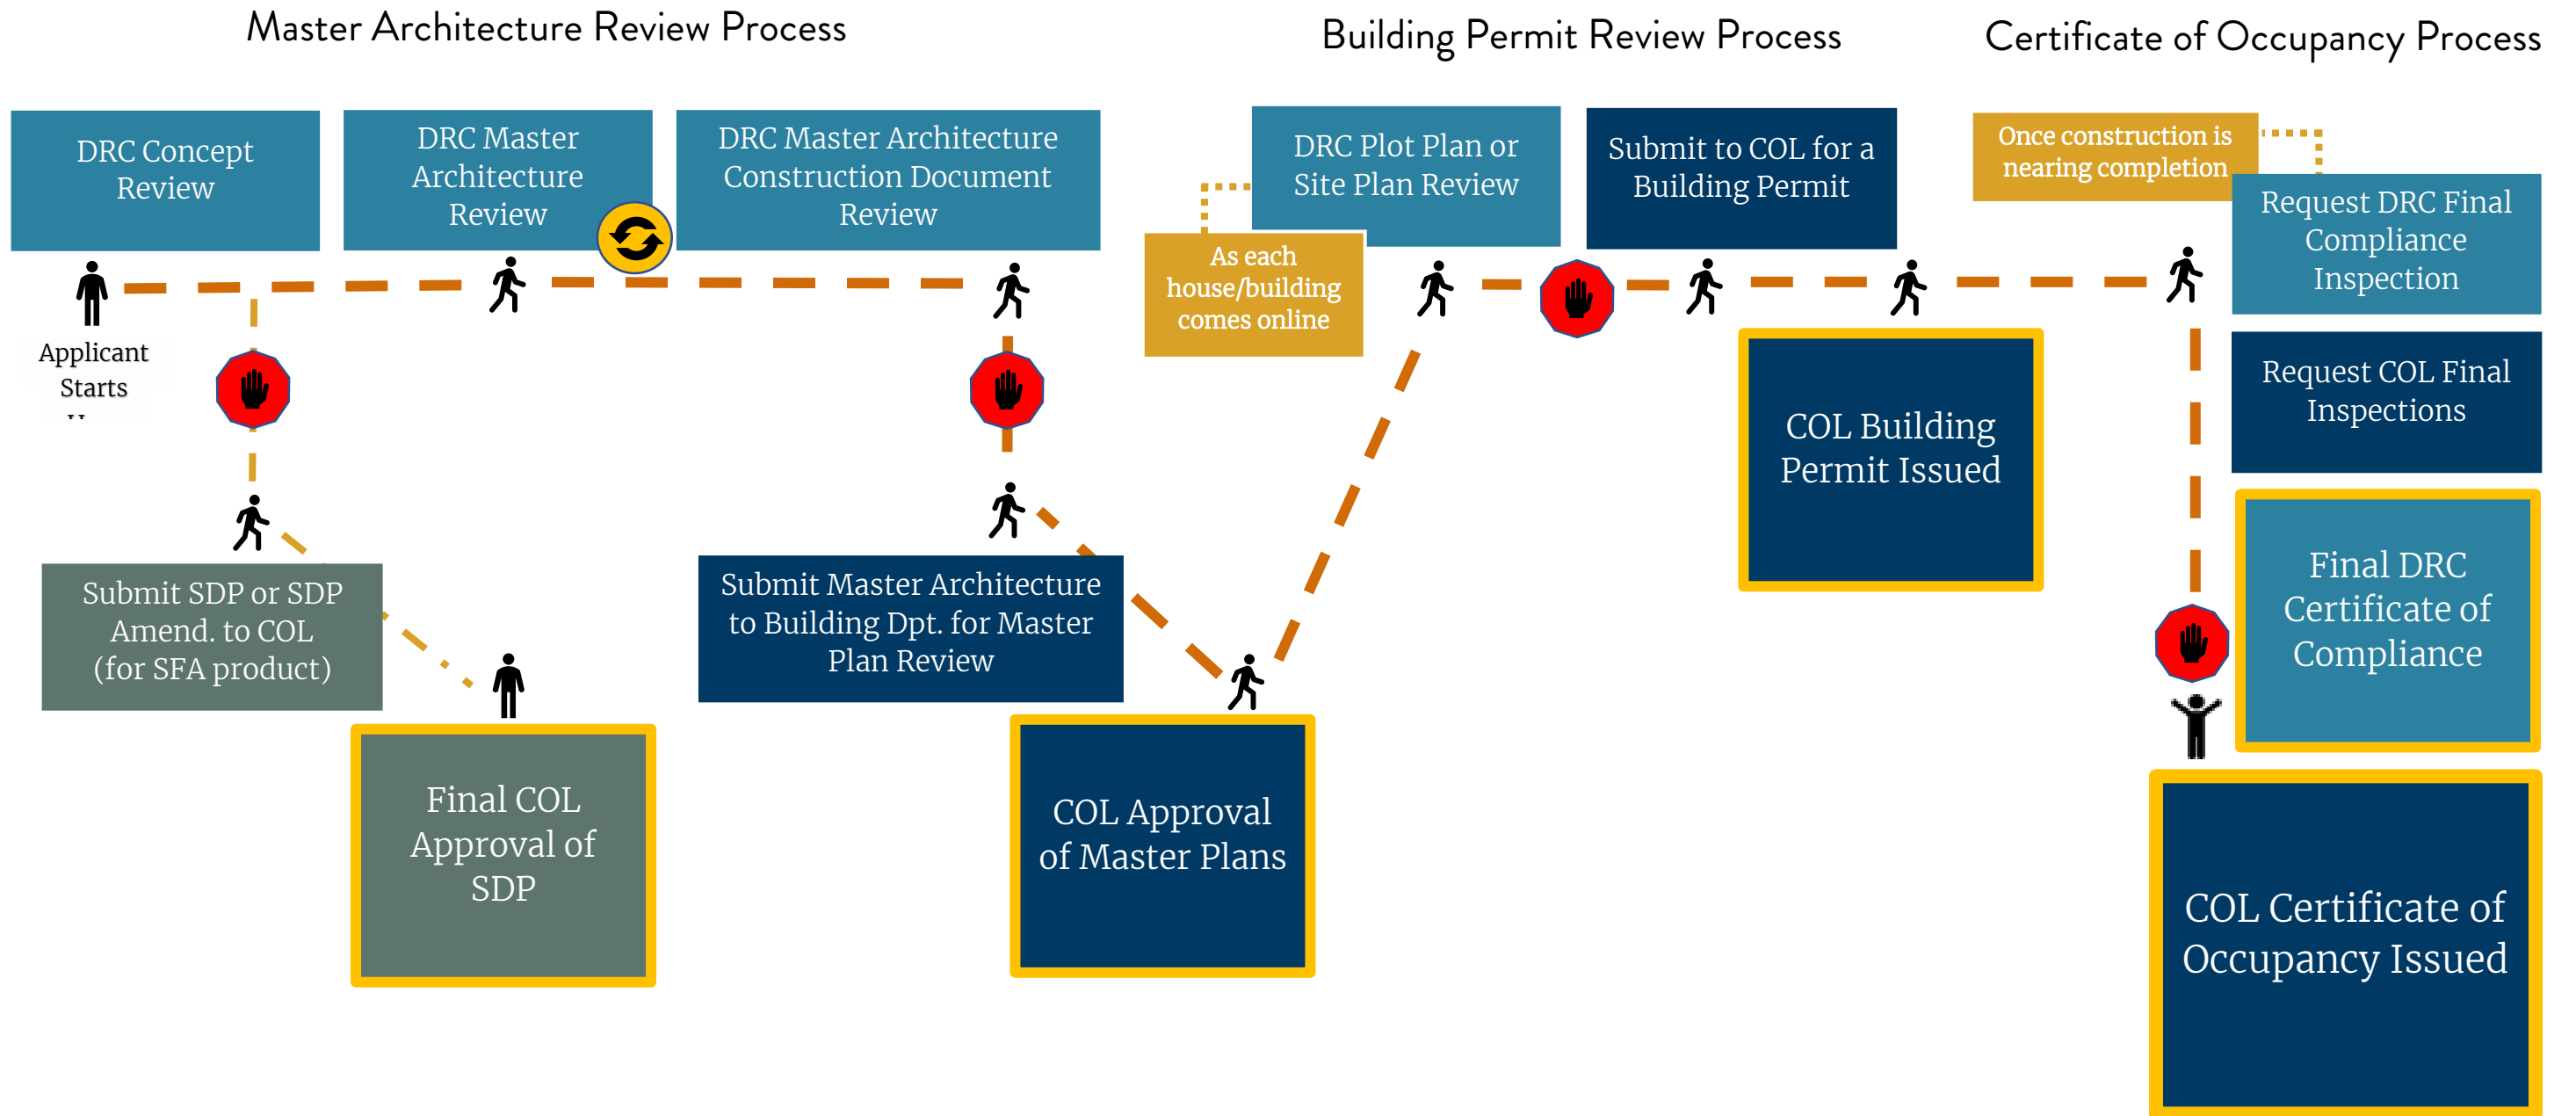 Master Architecture Review Process
Building Permit Review Process
Certificate of Occupancy Process
DRC Concept
Review
DRC Master
Architecture
Review
DRC Master Architecture
Construction Document
Review
DRC Plot Plan or
Site Plan Review
Submit to COL for a
Building Permit
Once construction is
nearing completion
Request DRC Final
Compliance
Inspection
As each
house/building
comes online
Applicant
Starts
Request COL Final
Inspections
COL Building
Permit Issued
Submit SDP or SDP
Amend. to COL
(for SFA product)
Submit Master Architecture
to Building Dpt. for Master
Plan Review
Final DRC
Certificate of
Compliance
Final COL
Approval of
SDP
COL Approval
of Master Plans
COL Certificate of
Occupancy Issued